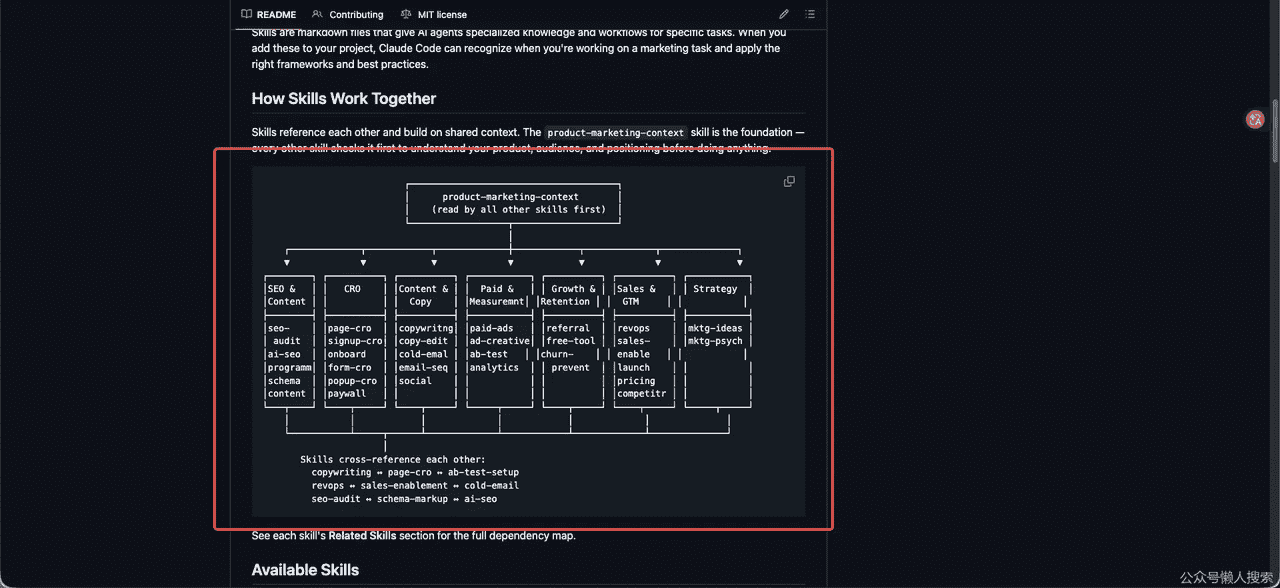 README Contributing MIT license
Skills are markdown files that give AI agents specialized knowledge and workflows for specific tasks. When you
add these to your project, Claude Code can recognize when you're working on a marketing task and apply the
right frameworks and best practices.
How Skills Work Together
Skills reference each other and build on shared context. The product-marketing-context skill is the foundation —
every other skill checks it first to understand your product, audience, and positioning before doing anything.
product-marketing-context
(read by all other skills first)
SEO & CRO Content & Paid & Growth & Sales & Strategy
Content Copy Measuremnt Retention GTM
seo- page-cro copywritng paid-ads referral revops mktg-ideas
audit signup-cro copy-edit ad-creative free-tool sales- mktg-psych
ai-seo onboard cold-emal ab-test churn- enable
programm form-cro email-seq analytics prevent launch
schema popup-cro social pricing
content paywall competitr
Skills cross-reference each other:
copywriting ↔ page-cro ↔ ab-test-setup
revops ↔ sales-enablement ↔ cold-email
seo-audit ↔ schema-markup ↔ ai-seo
See each skill's Related Skills section for the full dependency map.
Available Skills
公众号懒人搜索